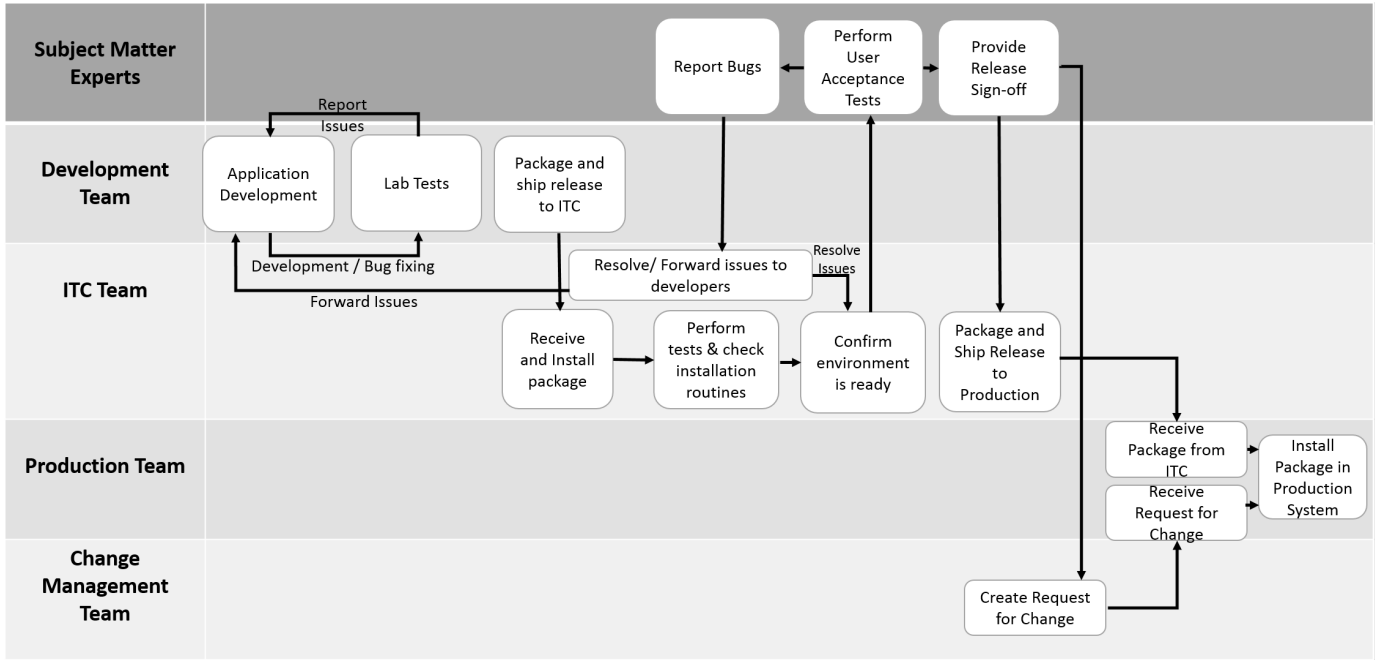 Subject Matter
Experts
Report Bugs
Perform
User
Acceptance
Tests
Provide
Release
Sign-off
Report
Issues
Development
Team
Application
Development
Lab Tests
Package and
ship release
to ITC
Development / Bug fixing
ITC Team
Resolve/ Forward issues to
developers
Resolve
Issues
Forward Issues
Receive
and Install
package
Perform
tests & check
installation
routines
Confirm
environment
is ready
Package and
Ship Release
to
Production
Production Team
Receive
Package from
ITC
Receive
Request for
Change
Install
Package in
Production
System
Change
Management
Team
Create Request
for Change